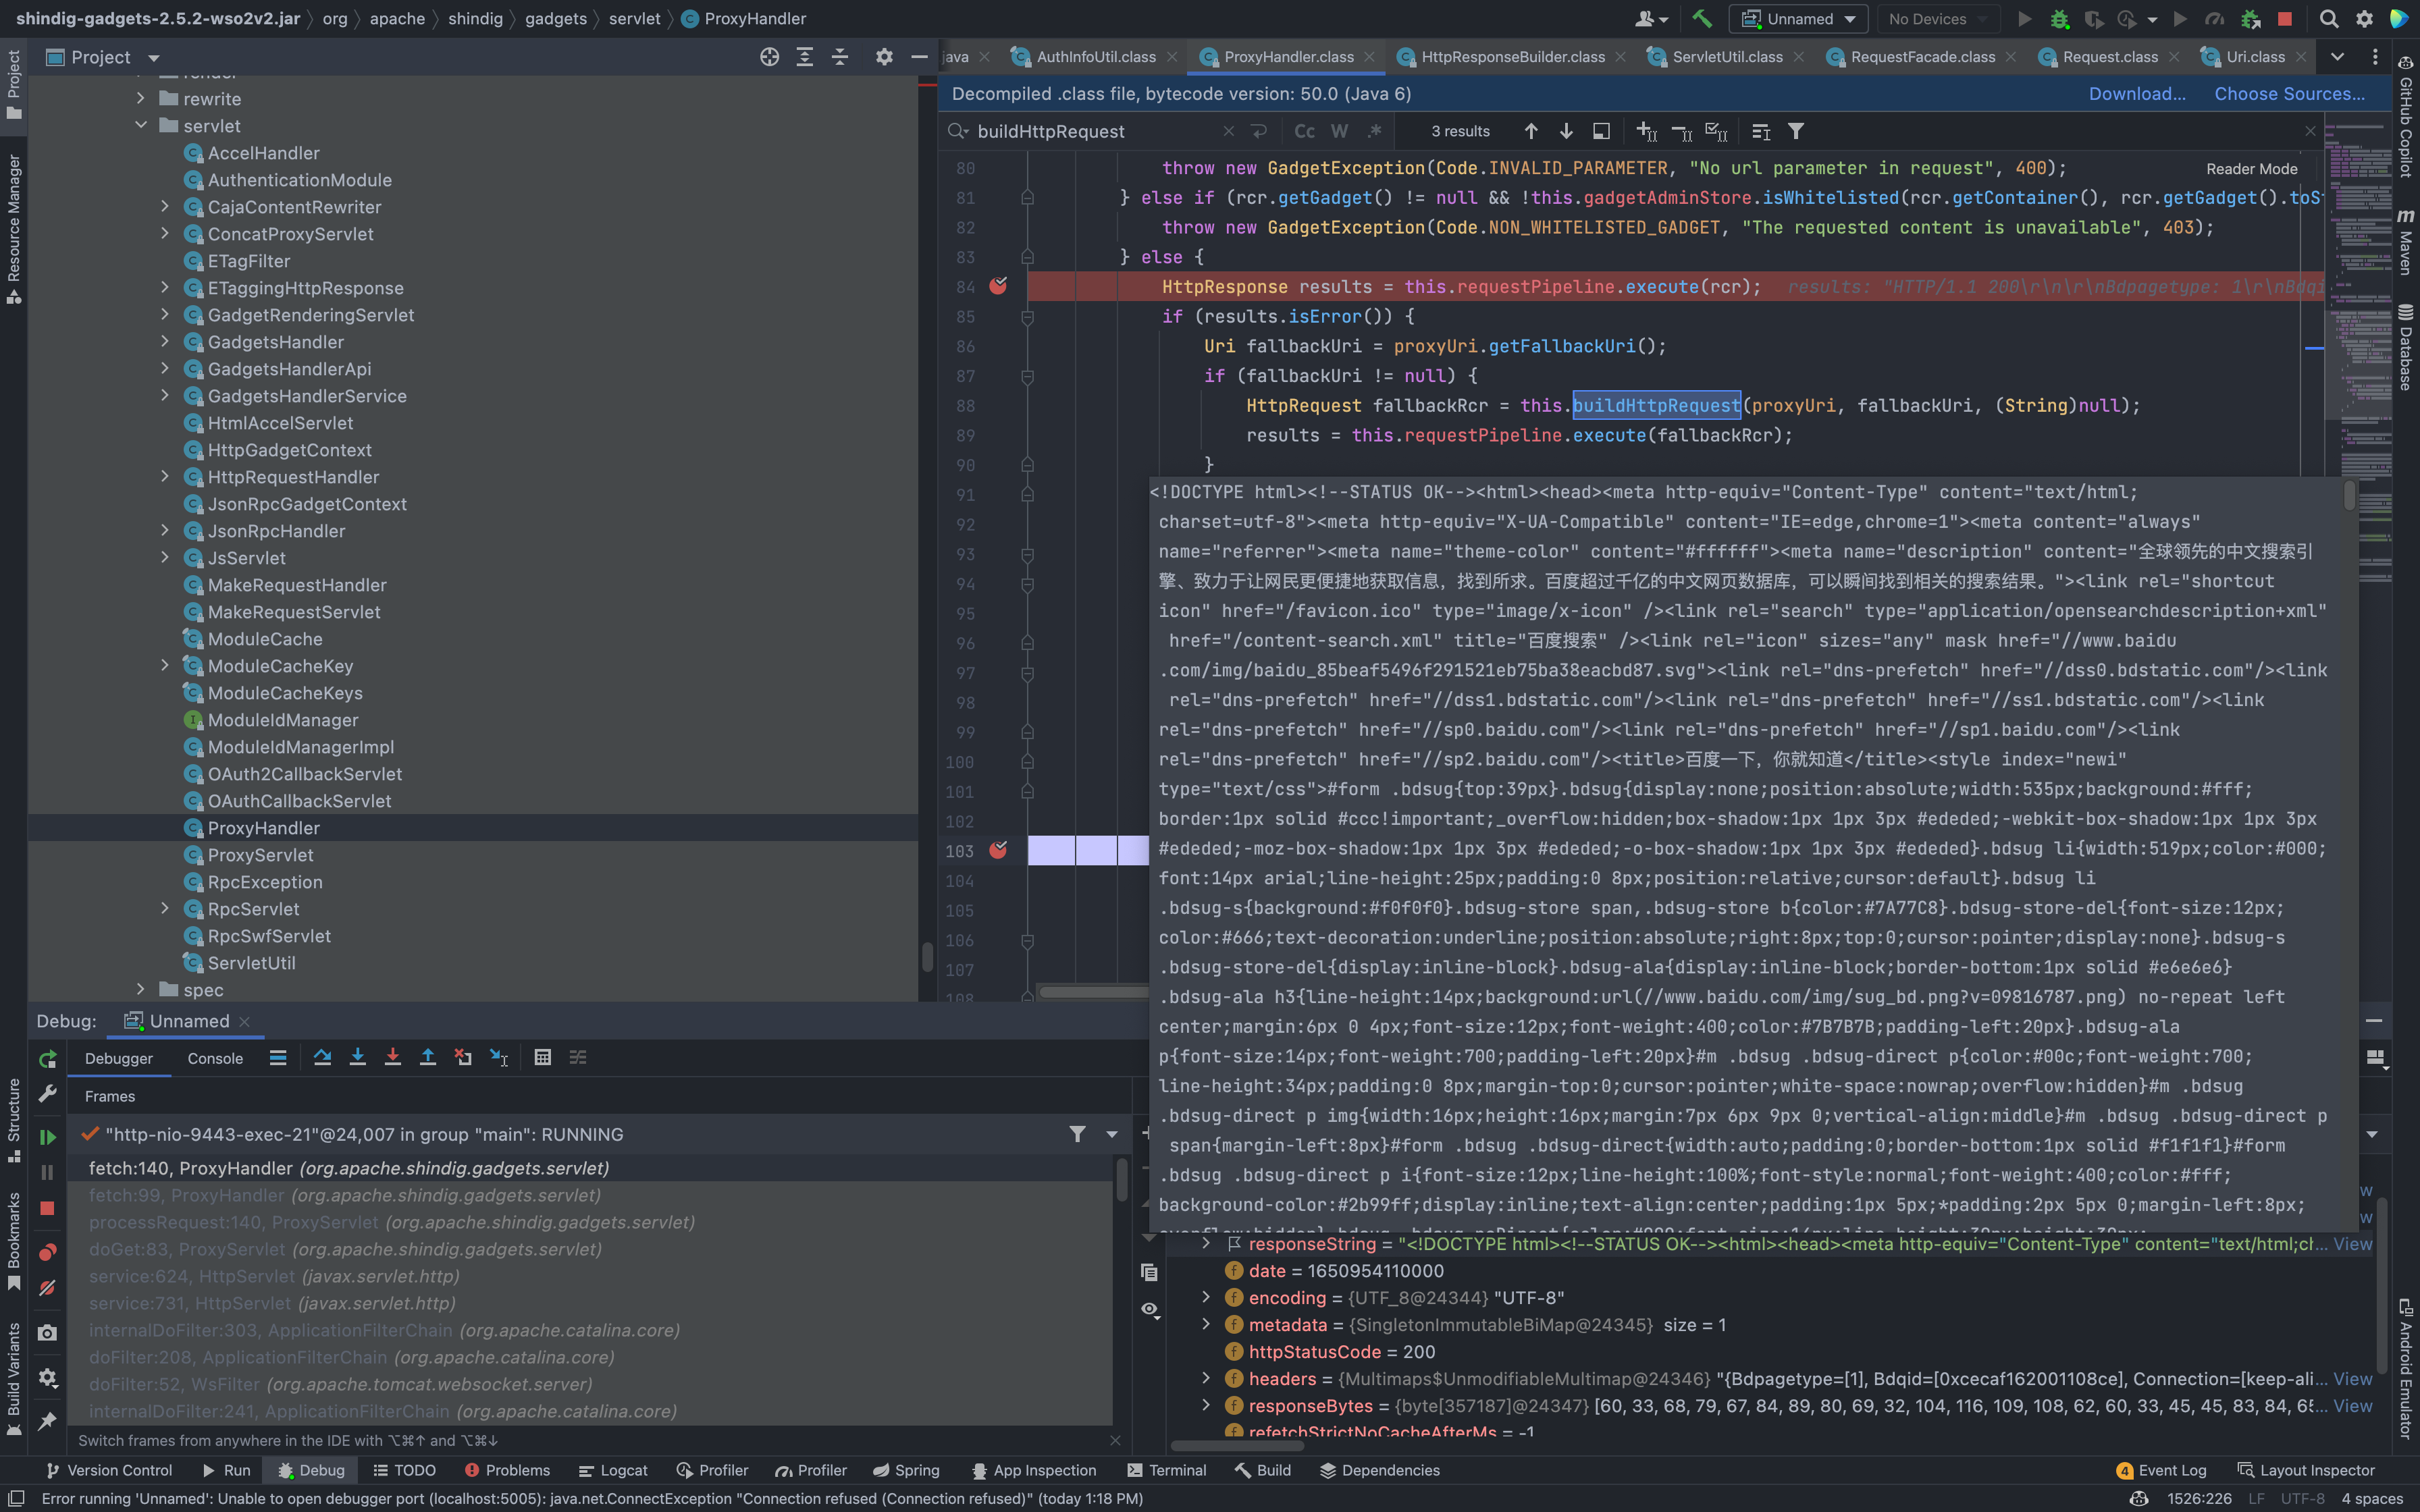 shindig-gadgets-2.5.2-wso2v2.jar org apache shindig gadgets servlet ProxyHandler
Unnamed No Devices
Project
java AuthInfoUtil.class ProxyHandler.class HttpResponseBuilder.class ServletUtil.class RequestFacade.class Request.class Uri.class
Decompiled .class file, bytecode version: 50.0 (Java 6) Download... Choose Sources...
buildHttpRequest Cc W .* 3 results
Reader Mode
rewrite
servlet
AccelHandler
AuthenticationModule
CajaContentRewriter
ConcatProxyServlet
ETagFilter
ETaggingHttpResponse
GadgetRenderingServlet
GadgetsHandler
GadgetsHandlerApi
GadgetsHandlerService
HtmlAccelServlet
HttpGadgetContext
HttpRequestHandler
JsonRpcGadgetContext
JsonRpcHandler
JsServlet
MakeRequestHandler
MakeRequestServlet
ModuleCache
ModuleCacheKey
ModuleCacheKeys
ModuleIdManager
ModuleIdManagerImpl
OAuth2CallbackServlet
OAuthCallbackServlet
ProxyHandler
ProxyServlet
RpcException
RpcServlet
RpcSwfServlet
ServletUtil
spec
80 throw new GadgetException(Code.INVALID_PARAMETER, "No url parameter in request", 400);
81 } else if (rcr.getGadget() != null && !this.gadgetAdminStore.isWhitelisted(rcr.getContainer(), rcr.getGadget().toS
82 throw new GadgetException(Code.NON_WHITELISTED_GADGET, "The requested content is unavailable", 403);
83 } else {
84 HttpResponse results = this.requestPipeline.execute(rcr); results: "HTTP/1.1 200\r\n\r\nBdpagetype: 1\r\nBdqi
85 if (results.isError()) {
86 Uri fallbackUri = proxyUri.getFallbackUri();
87 if (fallbackUri != null) {
88 HttpRequest fallbackRcr = this.buildHttpRequest(proxyUri, fallbackUri, (String)null);
89 results = this.requestPipeline.execute(fallbackRcr);
90 }
91
92
93
94
95
96
97
98
99
100
101
102
103
104
105
106
107
108
<!DOCTYPE html><!--STATUS OK--><html><head><meta http-equiv="Content-Type" content="text/html;
charset=utf-8"><meta http-equiv="X-UA-Compatible" content="IE=edge,chrome=1"><meta content="always"
name="referrer"><meta name="theme-color" content="#ffffff"><meta name="description" content="全球领先的中文搜索引
擎、致力于让网民更便捷地获取信息，找到所求。百度超过千亿的中文网页数据库，可以瞬间找到相关的搜索结果。"><link rel="shortcut
icon" href="/favicon.ico" type="image/x-icon" /><link rel="search" type="application/opensearchdescription+xml"
href="/content-search.xml" title="百度搜索" /><link rel="icon" sizes="any" mask href="//www.baidu
.com/img/baidu_85beaf5496f291521eb75ba38eacbd87.svg"><link rel="dns-prefetch" href="//dss0.bdstatic.com"/><link
rel="dns-prefetch" href="//dss1.bdstatic.com"/><link rel="dns-prefetch" href="//ss1.bdstatic.com"/><link
rel="dns-prefetch" href="//sp0.baidu.com"/><link rel="dns-prefetch" href="//sp1.baidu.com"/><link
rel="dns-prefetch" href="//sp2.baidu.com"/><title>百度一下，你就知道</title><style index="newi"
type="text/css">#form .bdsug{top:39px}.bdsug{display:none;position:absolute;width:535px;background:#fff;
border:1px solid #ccc!important;_overflow:hidden;box-shadow:1px 1px 3px #ededed;-webkit-box-shadow:1px 1px 3px
#ededed;-moz-box-shadow:1px 1px 3px #ededed;-o-box-shadow:1px 1px 3px #ededed}.bdsug li{width:519px;color:#000;
font:14px arial;line-height:25px;padding:0 8px;position:relative;cursor:default}.bdsug li
.bdsug-s{background:#f0f0f0}.bdsug-store span,.bdsug-store b{color:#7A77C8}.bdsug-store-del{font-size:12px;
color:#666;text-decoration:underline;position:absolute;right:8px;top:0;cursor:pointer;display:none}.bdsug-s
.bdsug-store-del{display:inline-block}.bdsug-ala{display:inline-block;border-bottom:1px solid #e6e6e6}
.bdsug-ala h3{line-height:14px;background:url(//www.baidu.com/img/sug_bd.png?v=09816787.png) no-repeat left
center;margin:6px 0 4px;font-size:12px;font-weight:400;color:#7B7B7B;padding-left:20px}.bdsug-ala
p{font-size:14px;font-weight:700;padding-left:20px}#m .bdsug .bdsug-direct p{color:#00c;font-weight:700;
line-height:34px;padding:0 8px;margin-top:0;cursor:pointer;white-space:nowrap;overflow:hidden}#m .bdsug
.bdsug-direct p img{width:16px;height:16px;margin:7px 6px 9px 0;vertical-align:middle}#m .bdsug .bdsug-direct p
span{margin-left:8px}#form .bdsug .bdsug-direct{width:auto;padding:0;border-bottom:1px solid #f1f1f1}#form
.bdsug .bdsug-direct p i{font-size:12px;line-height:100%;font-style:normal;font-weight:400;color:#fff;
background-color:#2b99ff;display:inline;text-align:center;padding:1px 5px;*padding:2px 5px 0;margin-left:8px;
Debug: Unnamed
Debugger Console
Frames
"http-nio-9443-exec-21"@24,007 in group "main": RUNNING
fetch:140, ProxyHandler (org.apache.shindig.gadgets.servlet)
fetch:99, ProxyHandler (org.apache.shindig.gadgets.servlet)
processRequest:140, ProxyServlet (org.apache.shindig.gadgets.servlet)
doGet:83, ProxyServlet (org.apache.shindig.gadgets.servlet)
service:624, HttpServlet (javax.servlet.http)
service:731, HttpServlet (javax.servlet.http)
internalDoFilter:303, ApplicationFilterChain (org.apache.catalina.core)
doFilter:208, ApplicationFilterChain (org.apache.catalina.core)
doFilter:52, WsFilter (org.apache.tomcat.websocket.server)
internalDoFilter:241, ApplicationFilterChain (org.apache.catalina.core)
Switch frames from anywhere in the IDE with ⌥⌘↑ and ⌥⌘↓
responseString = "<!DOCTYPE html><!--STATUS OK--><html><head><meta http-equiv="Content-Type" content="text/html;cl... View
date = 1650954110000
encoding = {UTF_8@24344} "UTF-8"
metadata = {SingletonImmutableBiMap@24345} size = 1
httpStatusCode = 200
headers = {Multimaps$UnmodifiableMultimap@24346} "{Bdpagetype=[1], Bdqid=[0xcecaf162001108ce], Connection=[keep-ali... View
responseBytes = {byte[357187]@24347} [60, 33, 68, 79, 67, 84, 89, 80, 69, 32, 104, 116, 109, 108, 62, 60, 33, 45, 45, 83, 84, 65... View
refetchStrictNoCacheAfterMs = -1
Version Control Run Debug TODO Problems Logcat Profiler Profiler Spring App Inspection Terminal Build Dependencies 4 Event Log Layout Inspector
Error running 'Unnamed': Unable to open debugger port (localhost:5005): java.net.ConnectException "Connection refused (Connection refused)" (today 1:18 PM) 1526:226 LF UTF-8 4 spaces
Project
Resource Manager
Structure
Bookmarks
Build Variants
GitHub Copilot
Maven
Database
Android Emulator